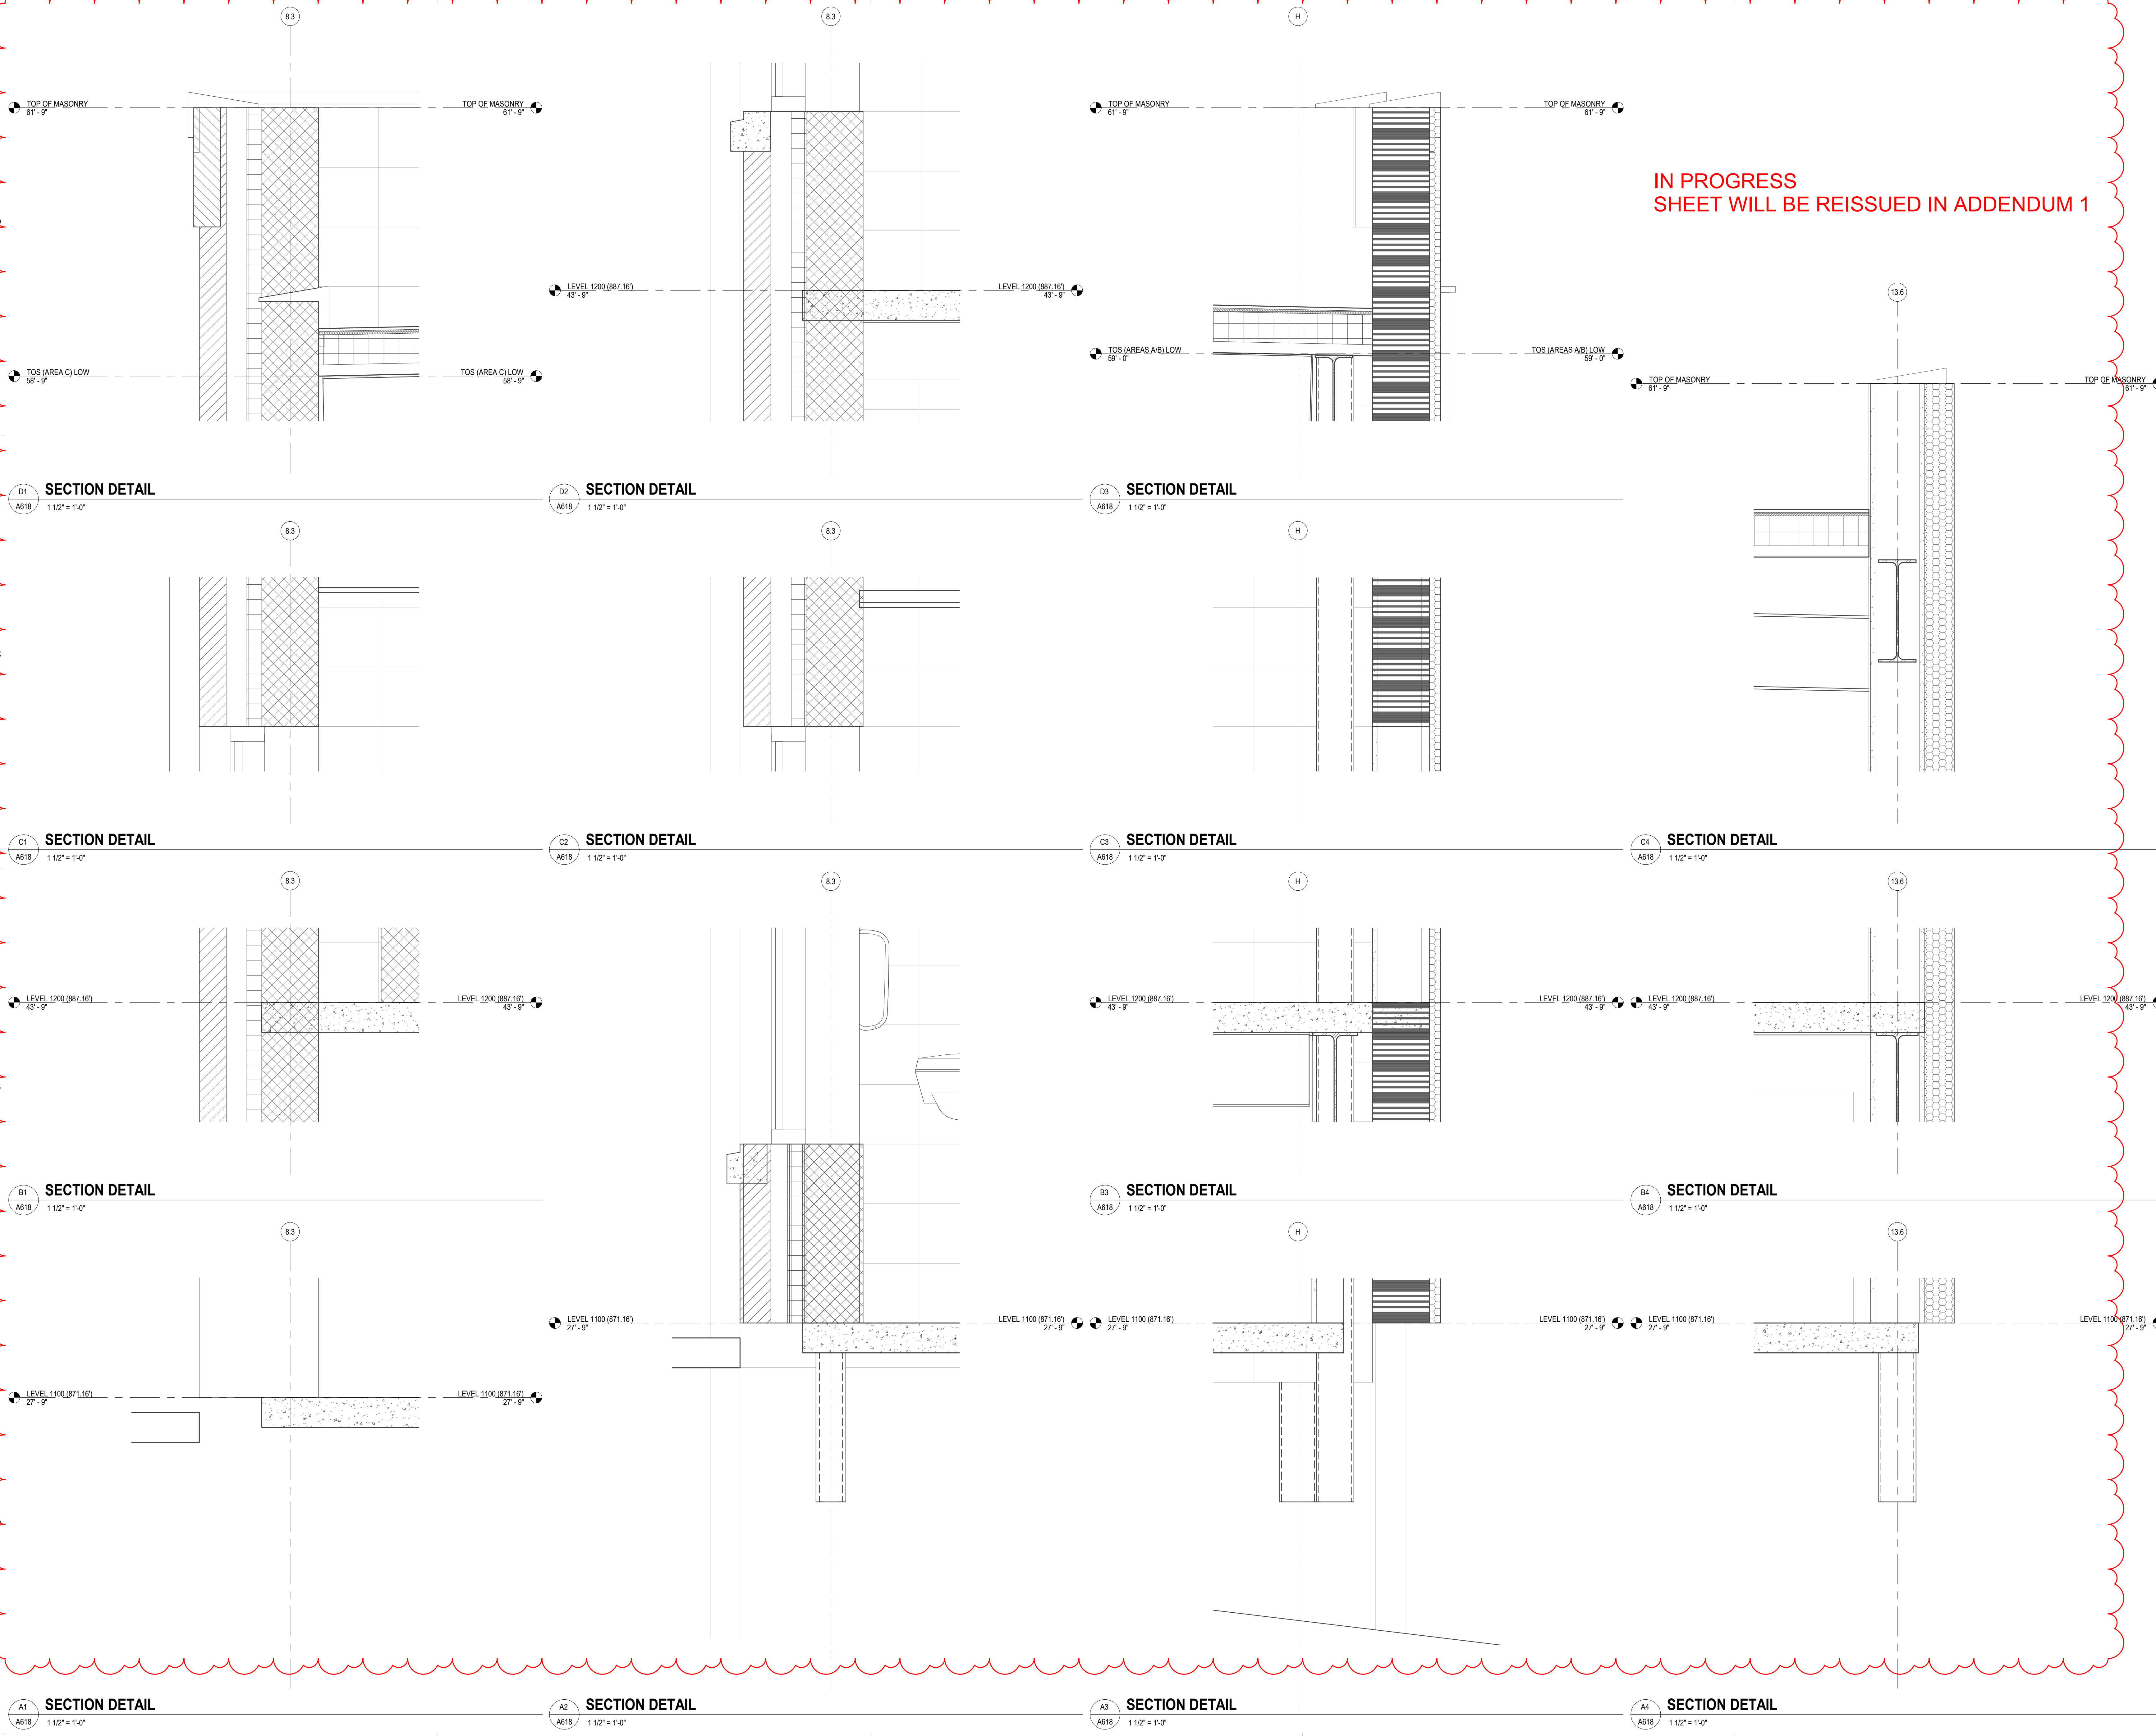 8.3
8.3
H
TOP OF MASONRY
61' - 9"
TOP OF MASONRY
61' - 9"
TOP OF MASONRY
61' - 9"
TOP OF MASONRY
61' - 9"
IN PROGRESS
SHEET WILL BE REISSUED IN ADDENDUM 1
LEVEL 1200 (887.16')
43' - 9"
LEVEL 1200 (887.16')
43' - 9"
13.6
TOS (AREAS A/B) LOW
59' - 0"
TOS (AREAS A/B) LOW
59' - 0"
TOS (AREA C) LOW
58' - 9"
TOS (AREA C) LOW
58' - 9"
TOP OF MASONRY
61' - 9"
TOP OF MASONRY
61' - 9"
D1
A618
SECTION DETAIL
1 1/2" = 1'-0"
D2
A618
SECTION DETAIL
1 1/2" = 1'-0"
D3
A618
SECTION DETAIL
1 1/2" = 1'-0"
8.3
8.3
H
C1
A618
SECTION DETAIL
1 1/2" = 1'-0"
C2
A618
SECTION DETAIL
1 1/2" = 1'-0"
C3
A618
SECTION DETAIL
1 1/2" = 1'-0"
C4
A618
SECTION DETAIL
1 1/2" = 1'-0"
8.3
8.3
H
13.6
LEVEL 1200 (887.16')
43' - 9"
LEVEL 1200 (887.16')
43' - 9"
LEVEL 1200 (887.16')
43' - 9"
LEVEL 1200 (887.16')
43' - 9"
LEVEL 1200 (887.16')
43' - 9"
LEVEL 1200 (887.16')
43' - 9"
B1
A618
SECTION DETAIL
1 1/2" = 1'-0"
B3
A618
SECTION DETAIL
1 1/2" = 1'-0"
B4
A618
SECTION DETAIL
1 1/2" = 1'-0"
8.3
H
13.6
LEVEL 1100 (871.16')
27' - 9"
LEVEL 1100 (871.16')
27' - 9"
LEVEL 1100 (871.16')
27' - 9"
LEVEL 1100 (871.16')
27' - 9"
LEVEL 1100 (871.16')
27' - 9"
LEVEL 1100 (871.16')
27' - 9"
LEVEL 1100 (871.16')
27' - 9"
LEVEL 1100 (871.16')
27' - 9"
A1
A618
SECTION DETAIL
1 1/2" = 1'-0"
A2
A618
SECTION DETAIL
1 1/2" = 1'-0"
A3
A618
SECTION DETAIL
1 1/2" = 1'-0"
A4
A618
SECTION DETAIL
1 1/2" = 1'-0"